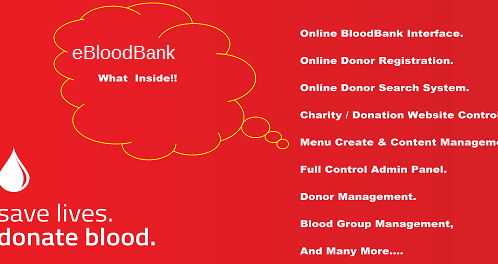 eBloodBank
What Inside!!
save lives.
donate blood.
Online BloodBank Interface.
Online Donor Registration.
Online Donor Search System.
Charity / Donation Website Control
Menu Create & Content Manageme
Full Control Admin Panel.
Donor Management.
Blood Group Management,
And Many More....